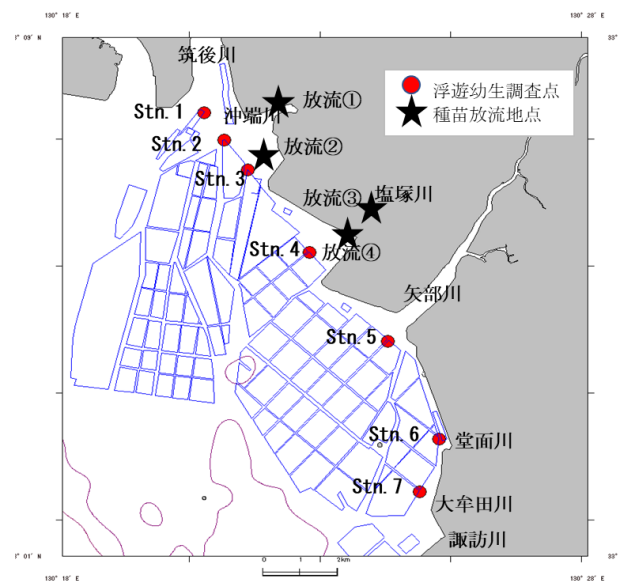 130° 18′ E
130° 28′ E
1° 09′ N
33°
筑後川
浮遊幼生調査点
種苗放流地点
放流①
Stn.1
沖端川
Stn.2
放流②
Stn.3
放流③
塩塚川
Stn.4
放流④
矢部川
Stn.5
Stn.6
堂面川
Stn.7
大牟田川
諏訪川
1° 01′ N
33°
0 1 2km
130° 18′ E
130° 28′ E